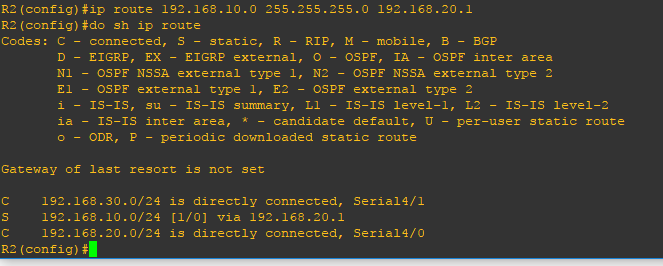 R2(config)#ip route 192.168.10.0 255.255.255.0 192.168.20.1
R2(config)#do sh ip route
Codes: C - connected, S - static, R - RIP, M - mobile, B - BGP
       D - EIGRP, EX - EIGRP external, O - OSPF, IA - OSPF inter area
       N1 - OSPF NSSA external type 1, N2 - OSPF NSSA external type 2
       E1 - OSPF external type 1, E2 - OSPF external type 2
       i - IS-IS, su - IS-IS summary, L1 - IS-IS level-1, L2 - IS-IS level-2
       ia - IS-IS inter area, * - candidate default, U - per-user static route
       o - ODR, P - periodic downloaded static route
Gateway of last resort is not set
C    192.168.30.0/24 is directly connected, Serial4/1
S    192.168.10.0/24 [1/0] via 192.168.20.1
C    192.168.20.0/24 is directly connected, Serial4/0
R2(config)#